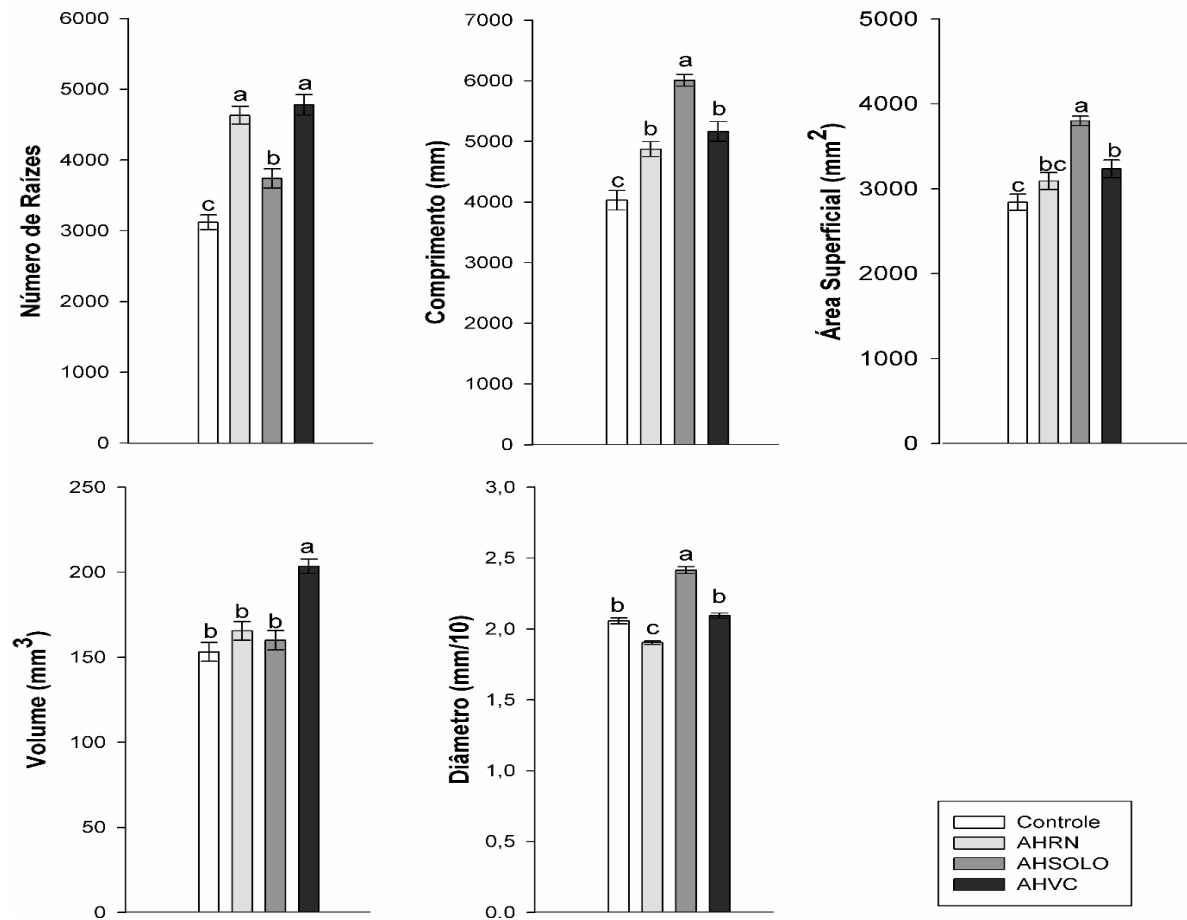 Número de Raízes
6000
5000
4000
3000
2000
1000
0
c
a
b
a
Comprimento (mm)
7000
6000
5000
4000
3000
2000
1000
0
c
b
a
b
Área Superficial (mm²)
5000
4000
3000
2000
1000
0
c
bc
a
b
Volume (mm³)
250
200
150
100
50
0
b
b
b
a
Diâmetro (mm/10)
3,0
2,5
2,0
1,5
1,0
0,5
0,0
b
c
a
b
Controle
AHRN
AHSOLO
AHVC